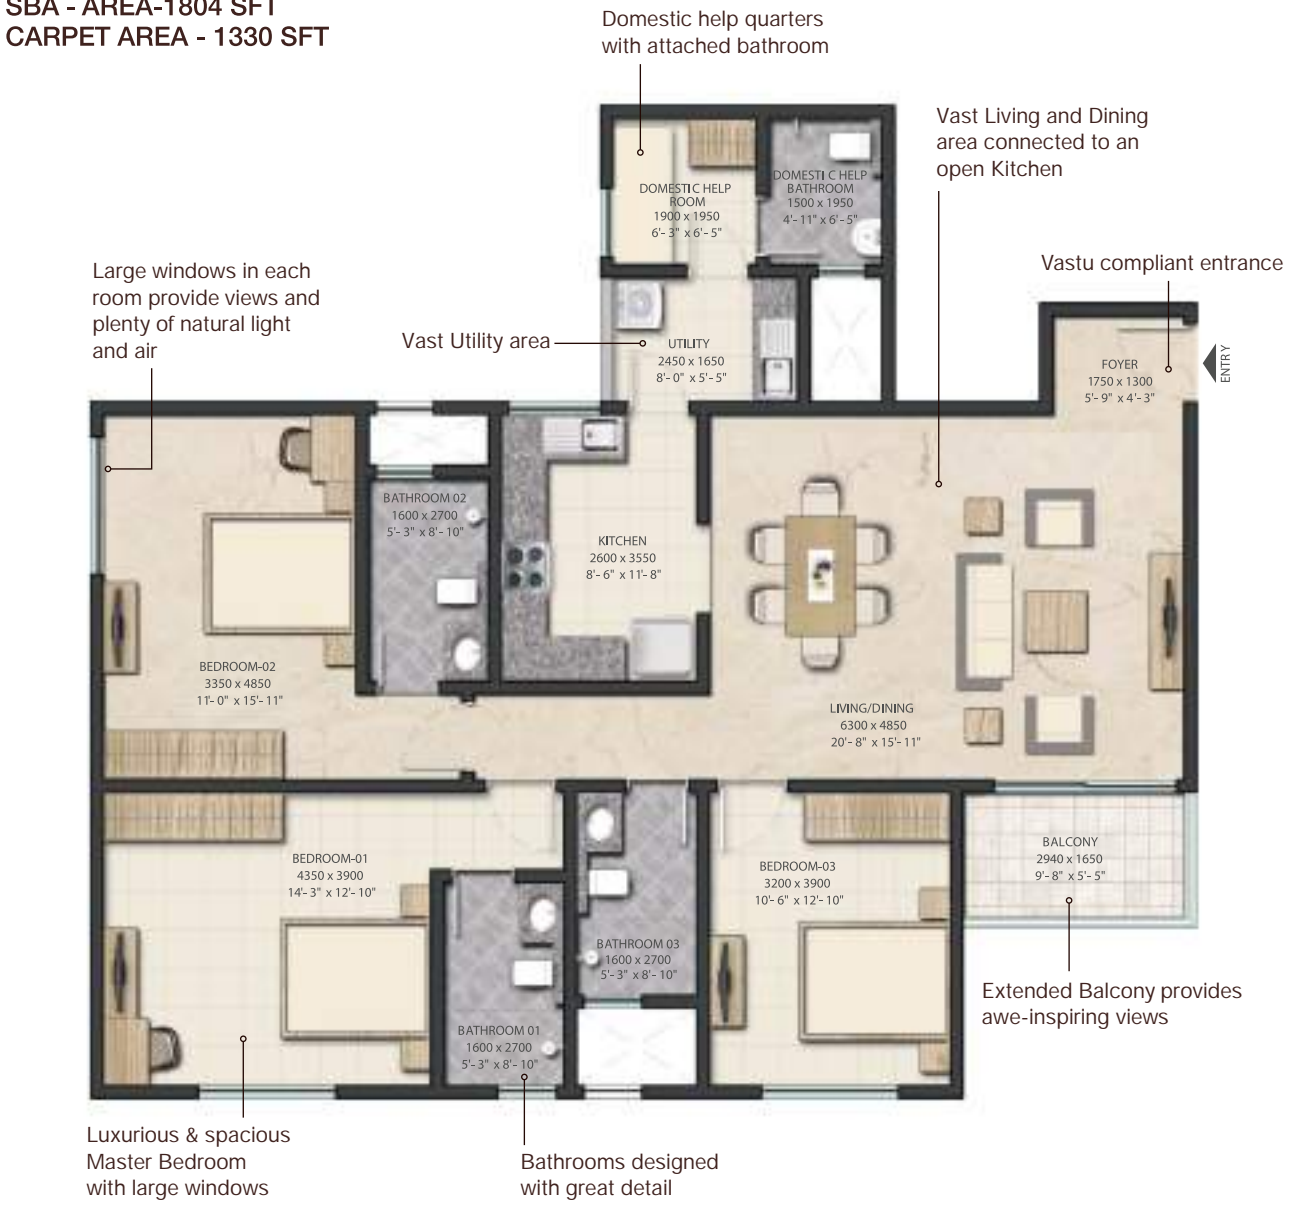 SBA - AREA-1804 SFT
CARPET AREA - 1330 SFT
Domestic help quarters
with attached bathroom
Vast Living and Dining
area connected to an
open Kitchen
DOMESTIC HELP
ROOM
1900 x 1950
6'- 3" x 6'- 5"
DOMESTIC HELP
BATHROOM
1500 x 1950
4'- 11" x 6'- 5"
Vastu compliant entrance
Large windows in each
room provide views and
plenty of natural light
and air
Vast Utility area
UTILITY
2450 x 1650
8'- 0" x 5'- 5"
FOYER
1750 x 1300
5'- 9" x 4'- 3"
ENTRY
BATHROOM 02
1600 x 2700
5'- 3" x 8'- 10"
KITCHEN
2600 x 3550
8'- 6" x 11'- 8"
BEDROOM-02
3350 x 4850
11'- 0" x 15'- 11"
LIVING/DINING
6300 x 4850
20'- 8" x 15'- 11"
BEDROOM-01
4350 x 3900
14'- 3" x 12'- 10"
BEDROOM-03
3200 x 3900
10'- 6" x 12'- 10"
BALCONY
2940 x 1650
9'- 8" x 5'- 5"
BATHROOM 03
1600 x 2700
5'- 3" x 8'- 10"
BATHROOM 01
1600 x 2700
5'- 3" x 8'- 10"
Extended Balcony provides
awe-inspiring views
Luxurious & spacious
Master Bedroom
with large windows
Bathrooms designed
with great detail